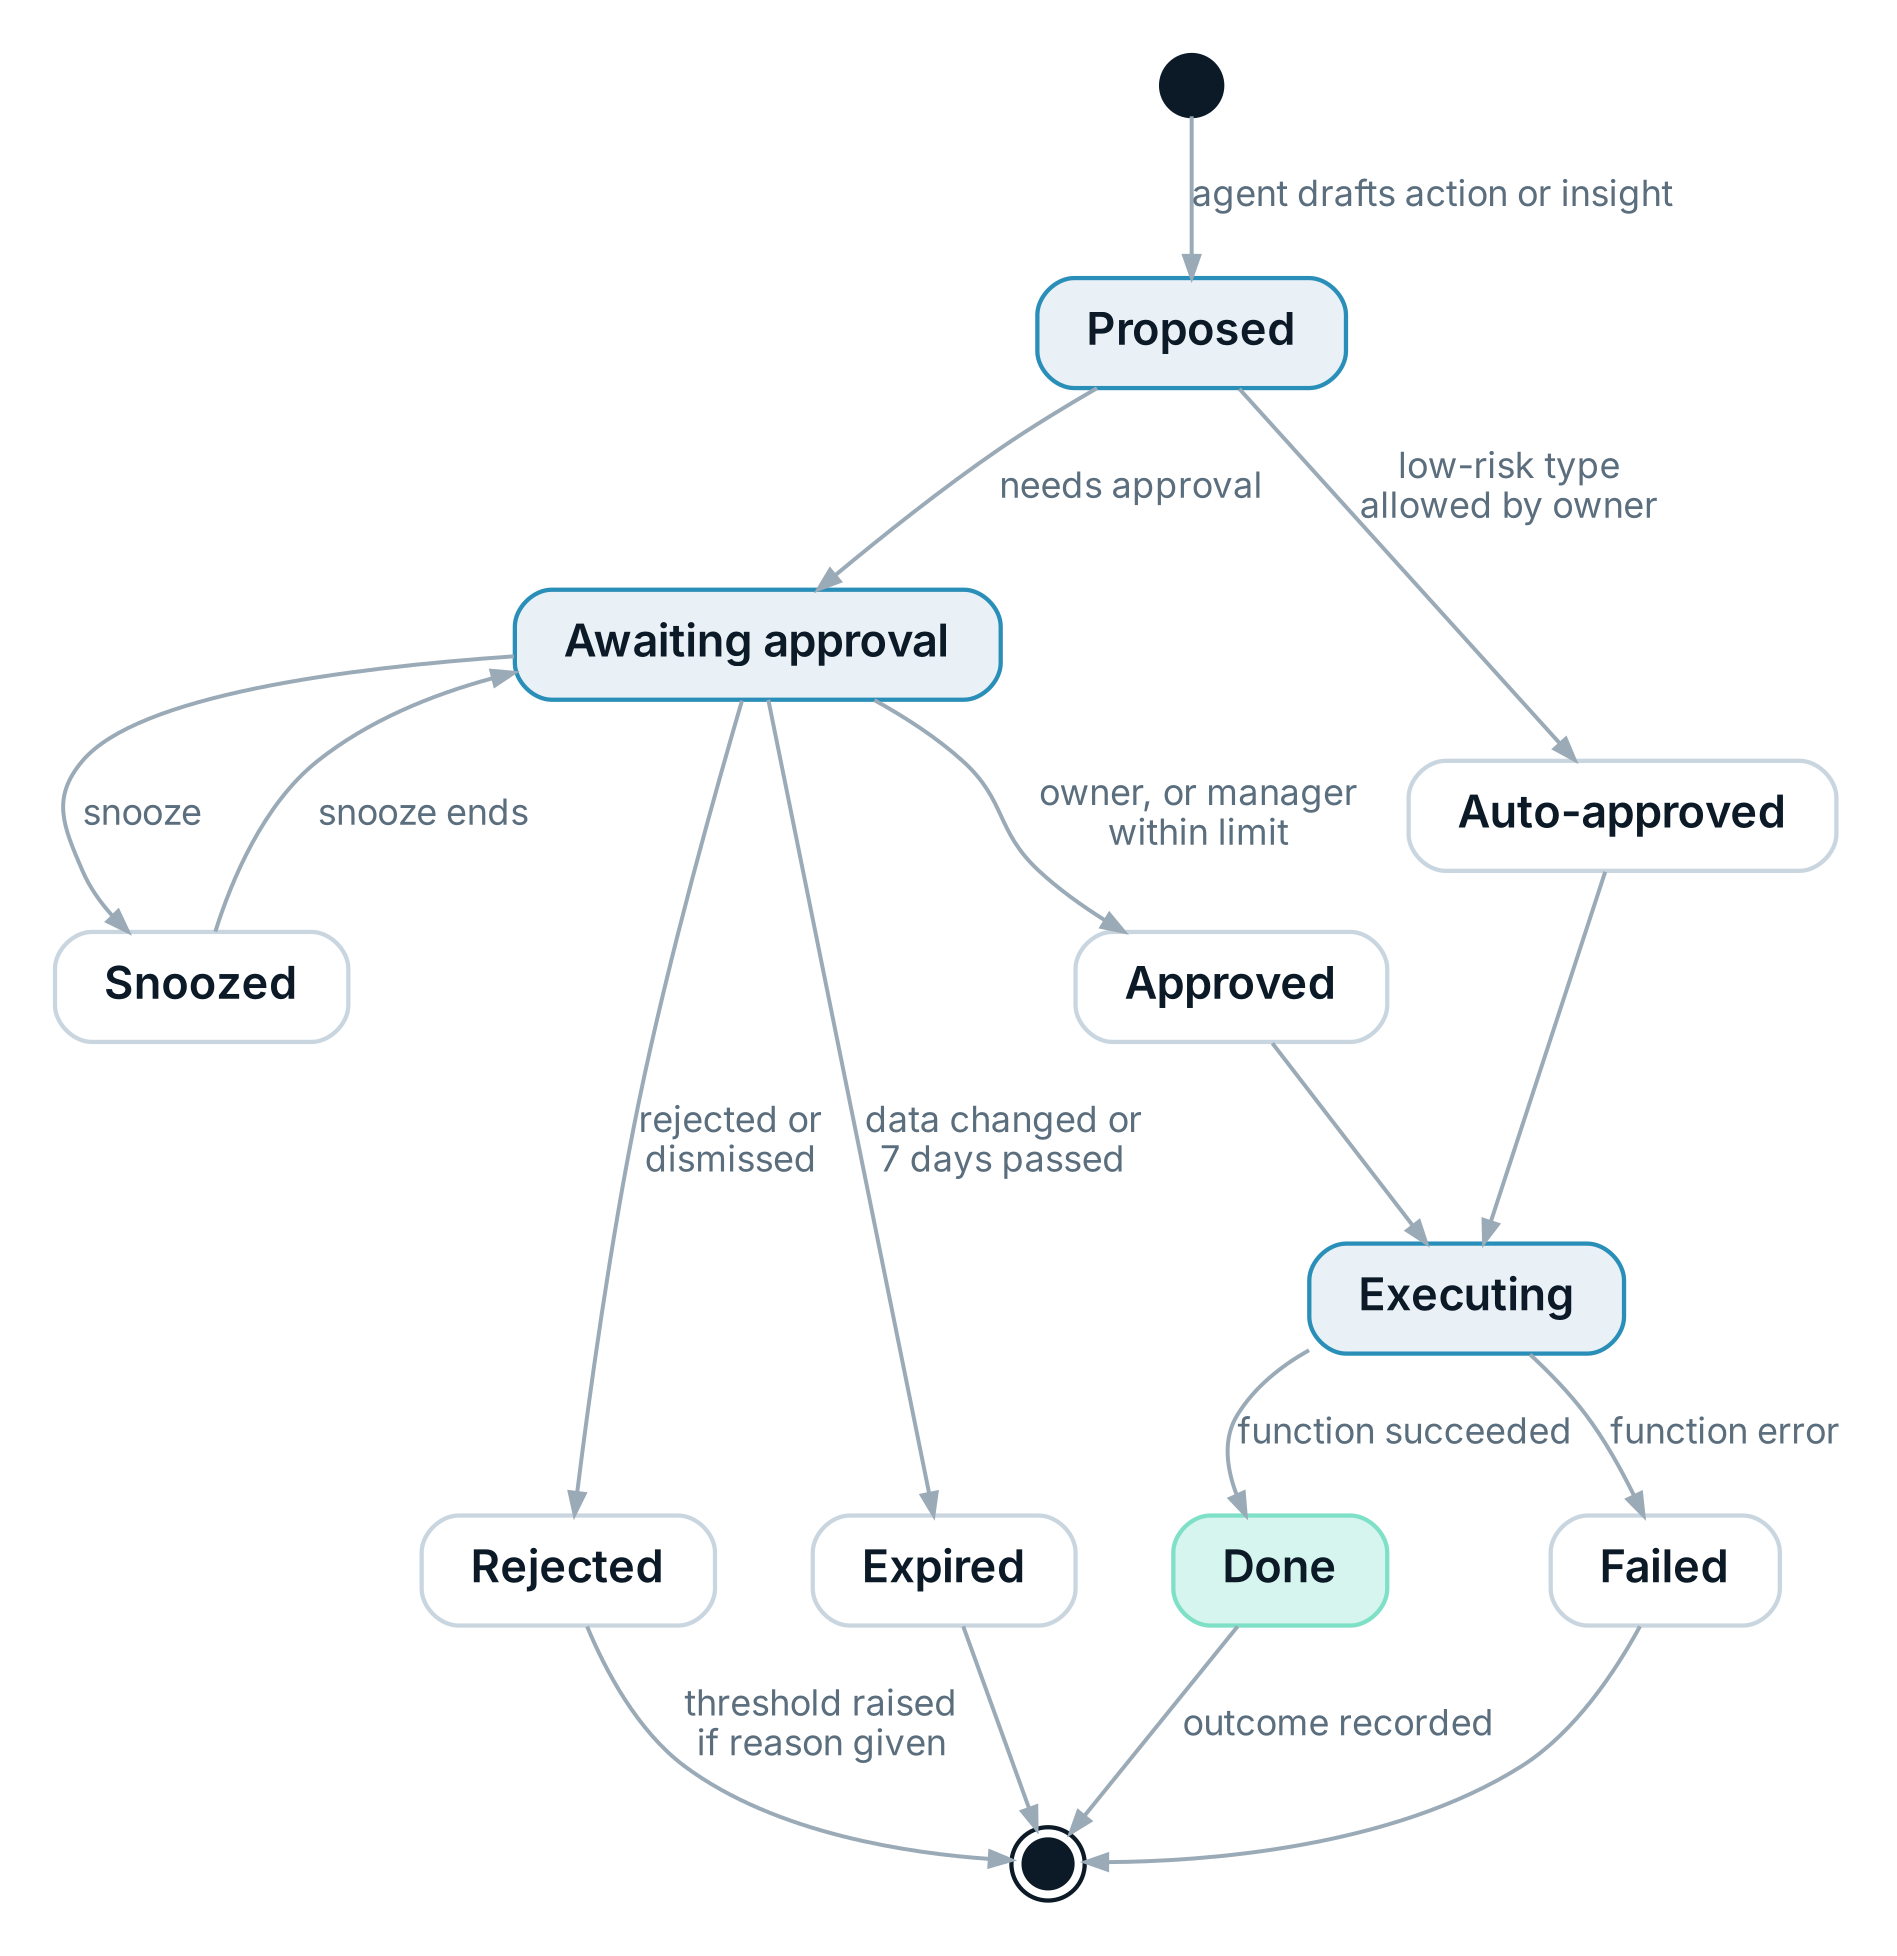 agent drafts action or insight
Proposed
needs approval
low-risk type
allowed by owner
Awaiting approval
snooze
snooze ends
owner, or manager
within limit
Auto-approved
Snoozed
Approved
rejected or
dismissed
data changed or
7 days passed
Executing
function succeeded
function error
Rejected
Expired
Done
Failed
threshold raised
if reason given
outcome recorded